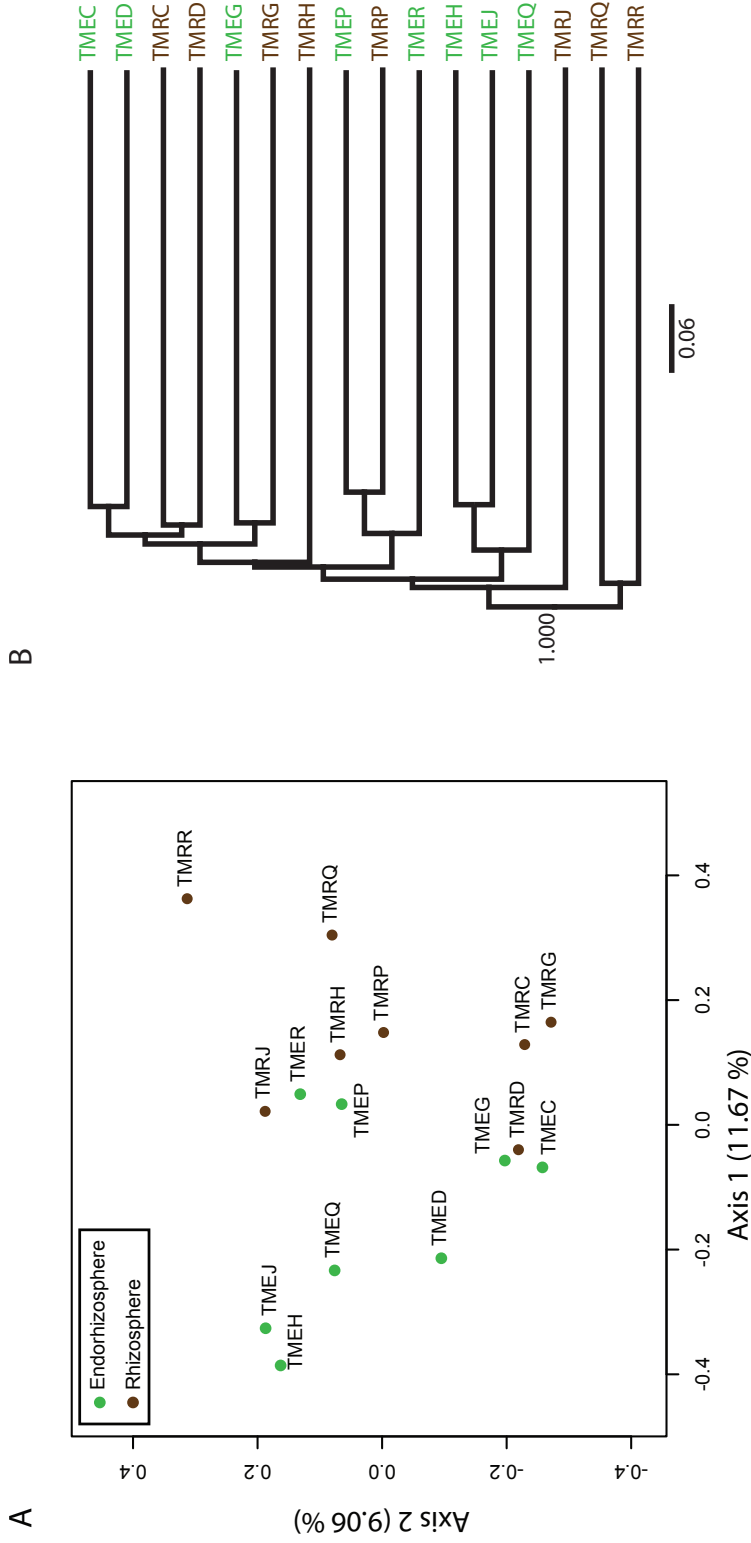 A
Endorhizosphere
Rhizosphere
TMRR
TMRQ
TMRJ
TMER
TMRH
TMEP
TMRP
TMEJ
TMEH
TMEQ
TMED
TMEG
TMRD
TMEC
TMRC
TMRG
0.4
0.2
0.0
-0.2
-0.4
Axis 2 (9.06 %)
-0.4
-0.2
0.0
0.2
0.4
Axis 1 (11.67 %)
B
TMEC
TMED
TMRC
TMRD
TMEG
TMRG
TMRH
TMEP
TMRP
TMER
TMEH
TMEJ
TMEQ
TMRJ
TMRQ
TMRR
1.000
0.06